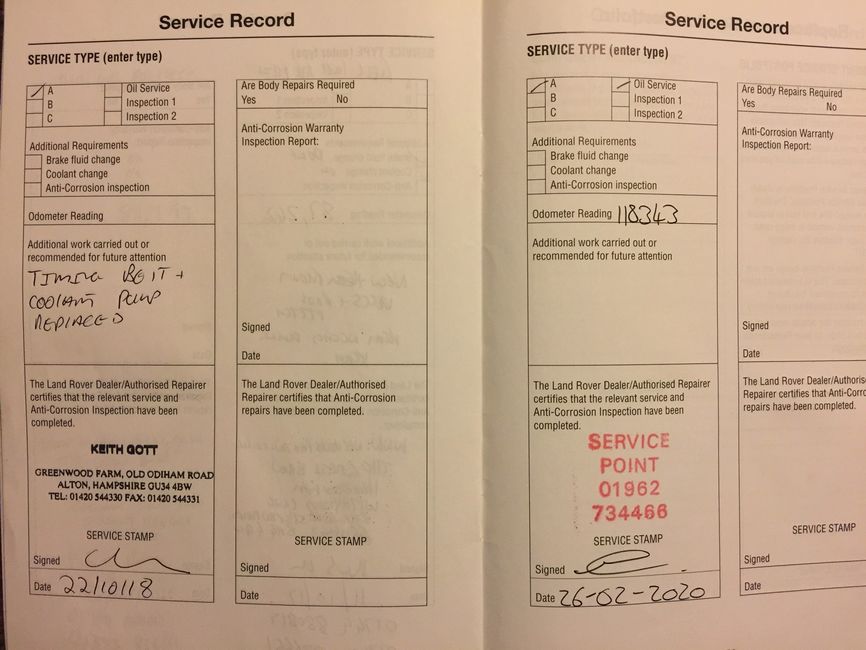 Service Record
SERVICE TYPE (enter type)
A
B
C
Oil Service
Inspection 1
Inspection 2
Additional Requirements
Brake fluid change
Coolant change
Anti-Corrosion inspection
Odometer Reading
Additional work carried out or
recommended for future attention
TIMING BELT +
COOLANT PUMP
REPLACED
The Land Rover Dealer/Authorised Repairer
certifies that the relevant service and
Anti-Corrosion Inspection have been
completed.
KEITH GOTT
GREENWOOD FARM, OLD ODIHAM ROAD
ALTON, HAMPSHIRE GU34 4BW
TEL: 01420 544330 FAX: 01420 544331
SERVICE STAMP
Signed
Date 22/10/18
Are Body Repairs Required
Yes No
Anti-Corrosion Warranty
Inspection Report:
Signed
Date
The Land Rover Dealer/Authorised
Repairer certifies that Anti-Corrosion
repairs have been completed.
SERVICE STAMP
Signed
Date
Service Record
SERVICE TYPE (enter type)
A
B
C
Oil Service
Inspection 1
Inspection 2
Additional Requirements
Brake fluid change
Coolant change
Anti-Corrosion inspection
Odometer Reading 118343
Additional work carried out or
recommended for future attention
The Land Rover Dealer/Authorised Repairer
certifies that the relevant service and
Anti-Corrosion Inspection have been
completed.
SERVICE
POINT
01962
734466
SERVICE STAMP
Signed
Date 26-02-2020
Are Body Repairs Required
Yes No
Anti-Corrosion Warranty
Inspection Report:
Signed
Date
The Land Rover Dealer/Authoris
Repairer certifies that Anti-Corro
repairs have been completed.
SERVICE STAMP
Signed
Date